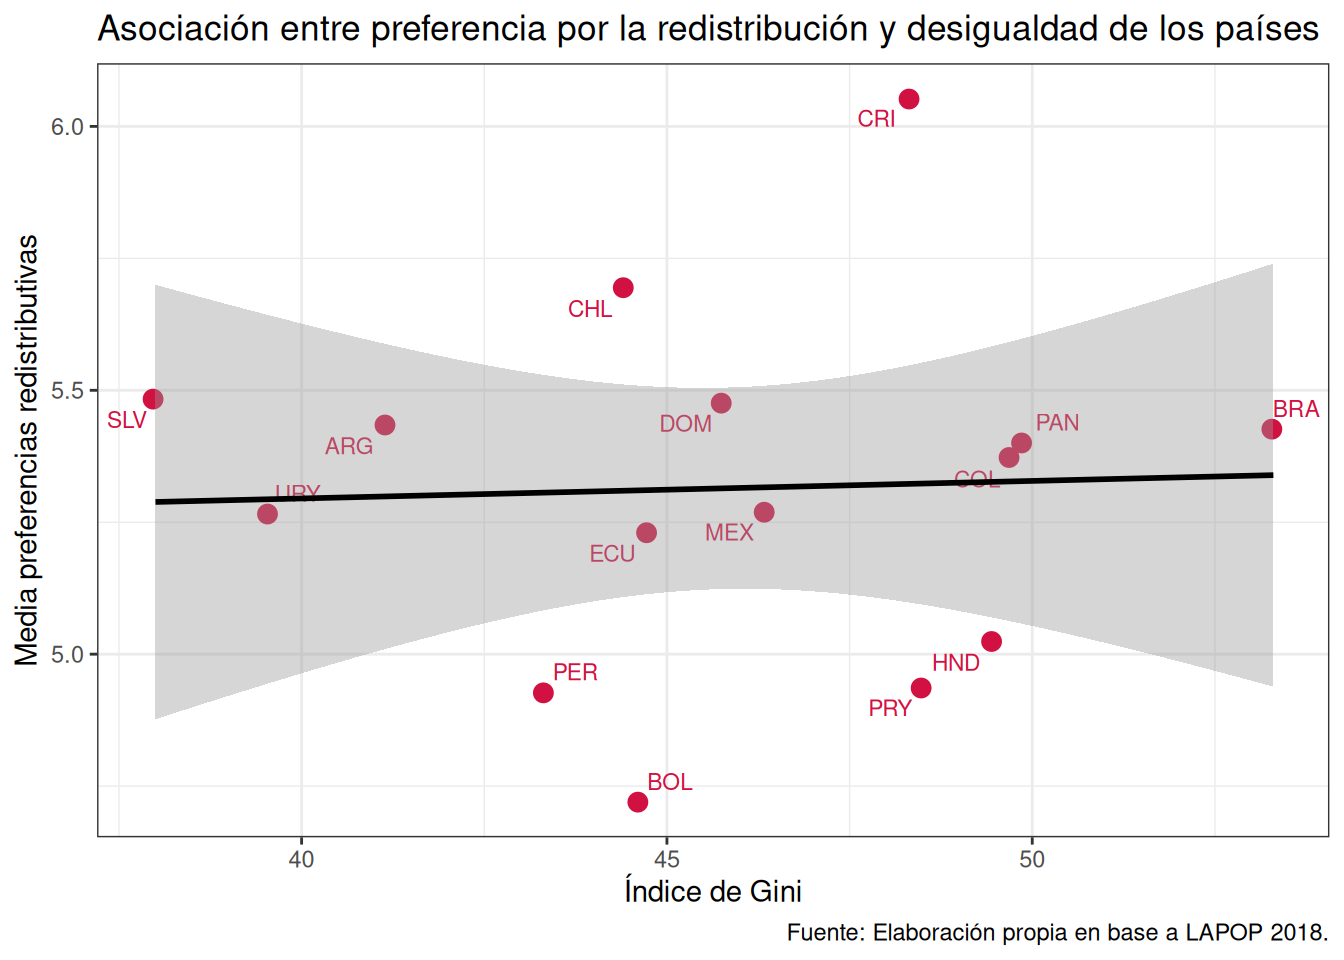 Asociación entre preferencia por la redistribución y desigualdad de los países
Media preferencias redistributivas
6.0
5.5
5.0
CRI
CHL
SLV
ARG
DOM
PAN
BRA
URY
COL
ECU
MEX
PER
HND
PRY
BOL
40
45
50
Índice de Gini
Fuente: Elaboración propia en base a LAPOP 2018.